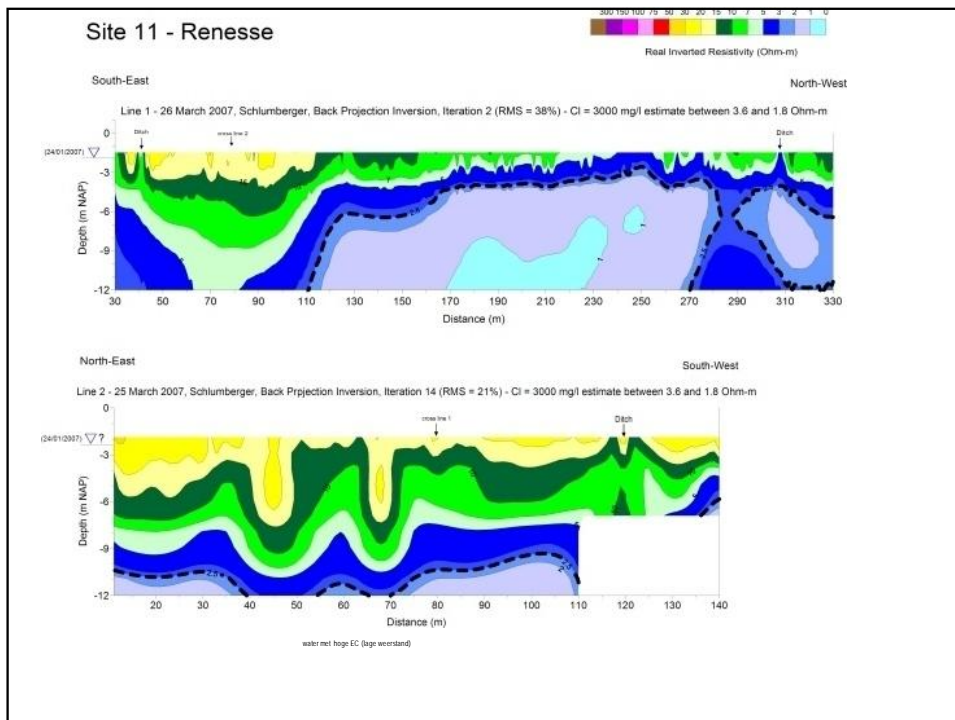 Site 11 - Renesse
300 150 100 75 50 30 20 15 10 7 5 3 2 1 0
Real Inverted Resistivity (Ohm-m)
South-East
North-West
Line 1 - 26 March 2007, Schlumberger, Back Projection Inversion, Iteration 2 (RMS = 38%) - Cl = 3000 mg/l estimate between 3.6 and 1.8 Ohm-m
Ditch
cross line 2
Ditch
(24/01/2007)
Depth (m NAP)
0
-3
-6
-9
-12
30 50 70 90 110 130 150 170 190 210 230 250 270 290 310 330
Distance (m)
North-East
South-West
Line 2 - 25 March 2007, Schlumberger, Back Projection Inversion, Iteration 14 (RMS = 21%) - Cl = 3000 mg/l estimate between 3.6 and 1.8 Ohm-m
cross line 1
Ditch
(24/01/2007) ?
Depth (m NAP)
0
-3
-6
-9
-12
20 30 40 50 60 70 80 90 100 110 120 130 140
Distance (m)
water met hoge EC (lage weerstand)